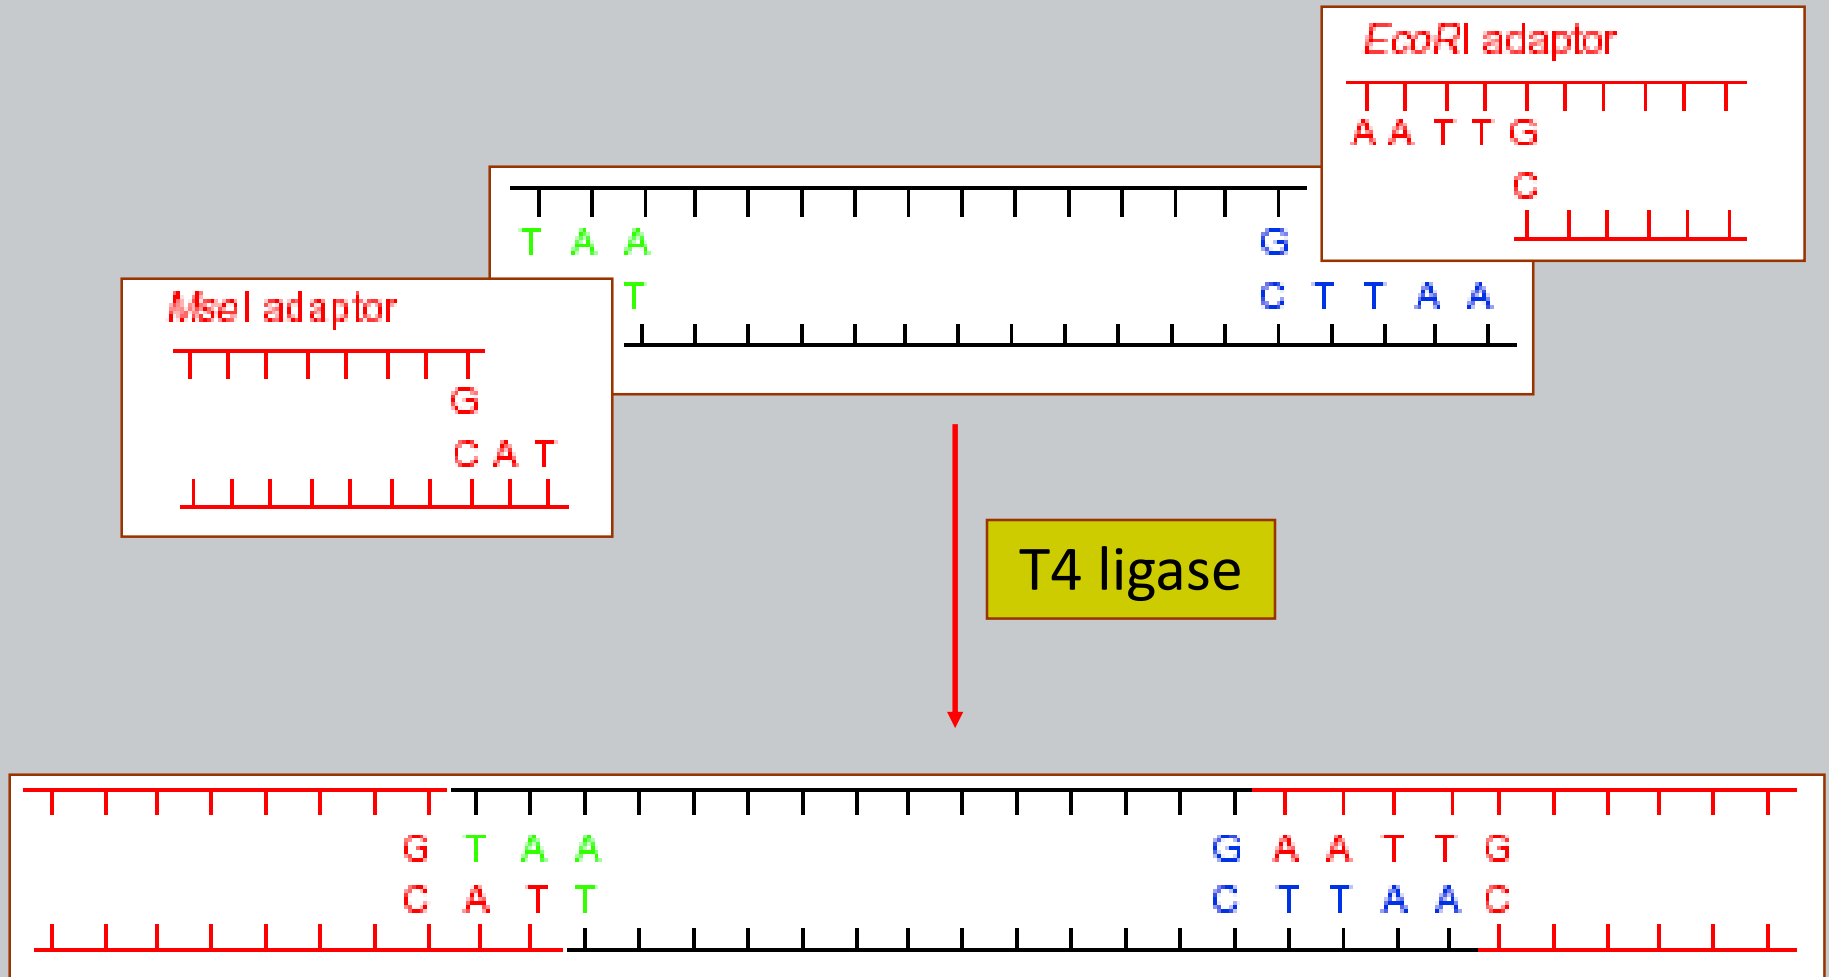 EcoRI adaptor
A A T T G
C
T A A G
T C T T A A
MseI adaptor
G
C A T
T4 ligase
G T A A G A A T T G
C A T T C T T A A C